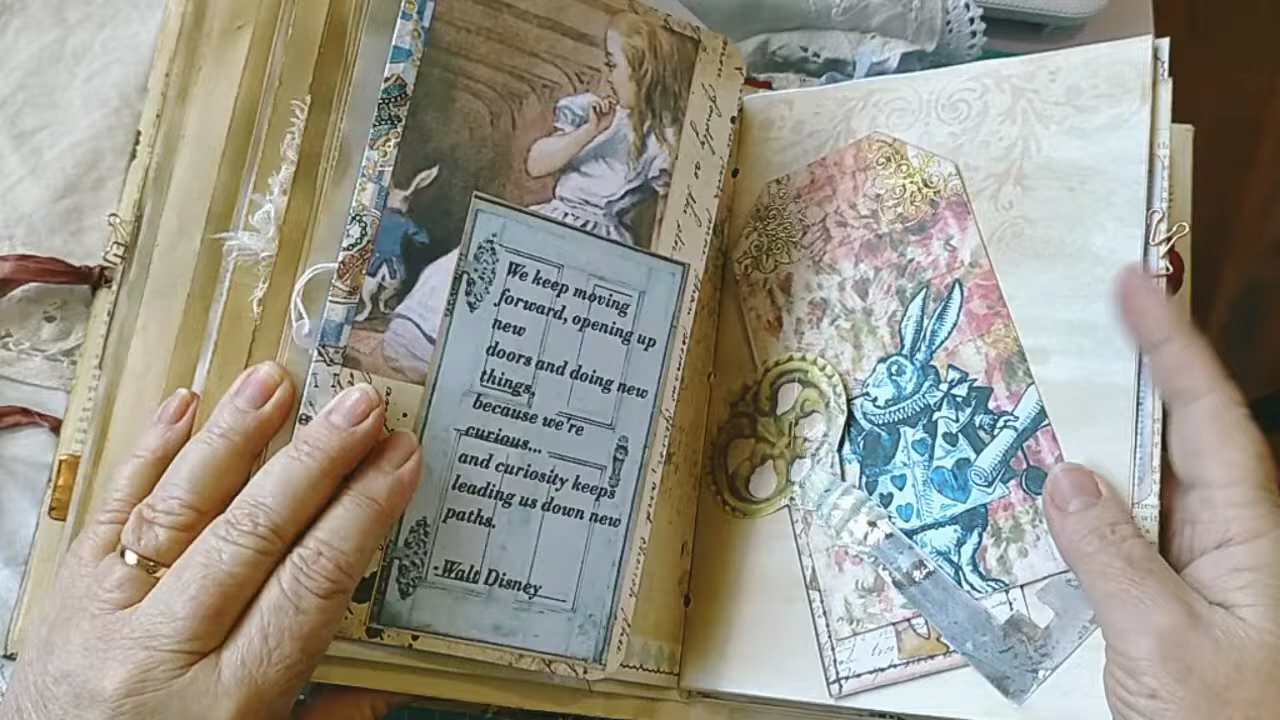 We keep moving
forward, opening up
new
doors and doing new
things,
because we're
curious...
and curiosity keeps
leading us down new
paths.
-Walt Disney